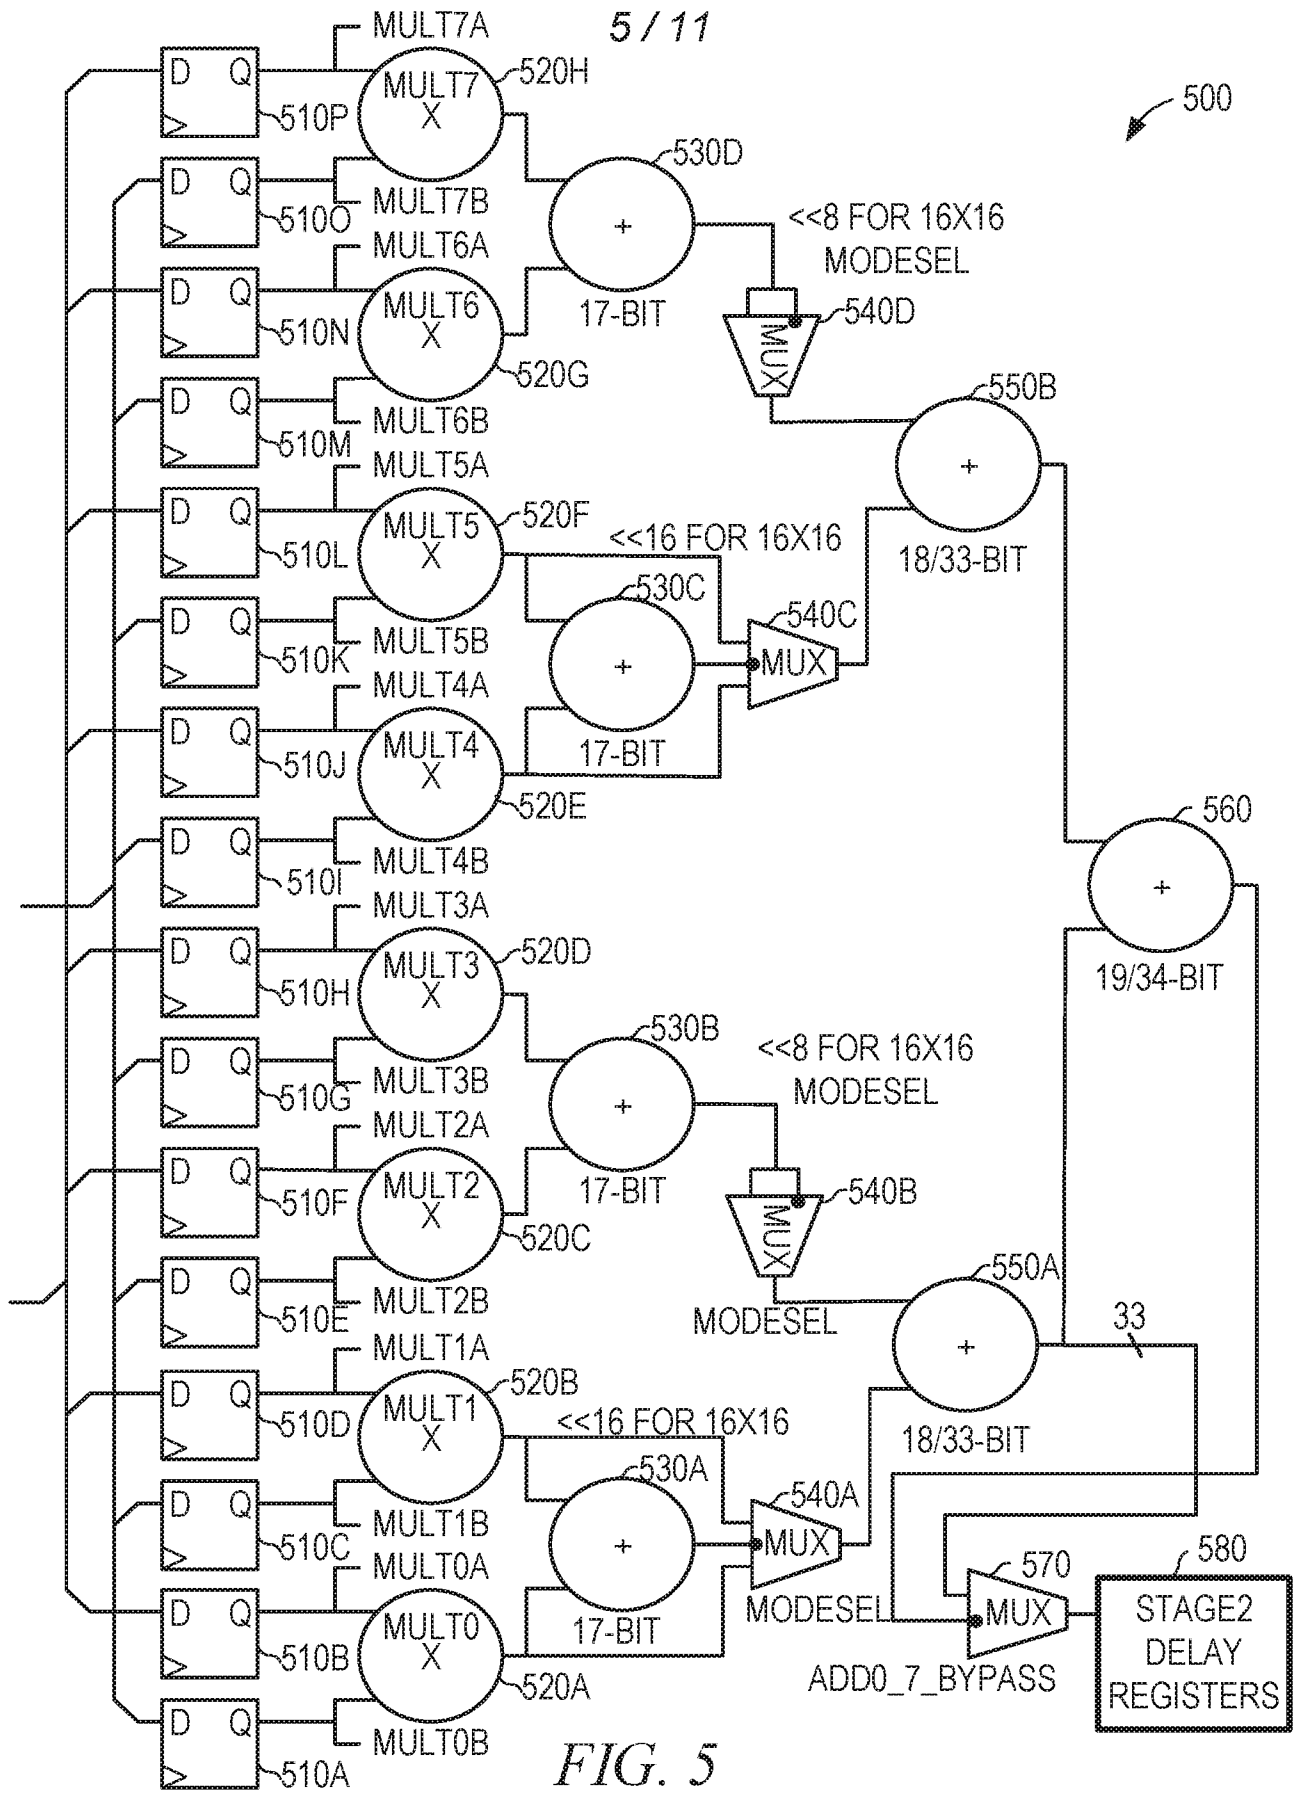 5 / 11
500
MULT7A
D Q
510P
MULT7
X
520H
D Q
510O
MULT7B
530D
+
17-BIT
<<8 FOR 16X16
MODESEL
MULT6A
D Q
510N
MULT6
X
520G
MUX
540D
D Q
510M
MULT6B
550B
+
18/33-BIT
MULT5A
D Q
510L
MULT5
X
520F
<<16 FOR 16X16
530C
+
17-BIT
540C
MUX
D Q
510K
MULT5B
MULT4A
D Q
510J
MULT4
X
520E
D Q
510I
MULT4B
560
+
19/34-BIT
MULT3A
D Q
510H
MULT3
X
520D
D Q
510G
MULT3B
530B
+
17-BIT
<<8 FOR 16X16
MODESEL
MULT2A
D Q
510F
MULT2
X
520C
MUX
540B
MODESEL
D Q
510E
MULT2B
550A
+
18/33-BIT
33
MULT1A
D Q
510D
MULT1
X
520B
<<16 FOR 16X16
530A
+
17-BIT
540A
MUX
MODESEL
D Q
510C
MULT1B
MULT0A
D Q
510B
MULT0
X
520A
D Q
510A
MULT0B
570
MUX
ADD0_7_BYPASS
580
STAGE2
DELAY
REGISTERS
FIG. 5